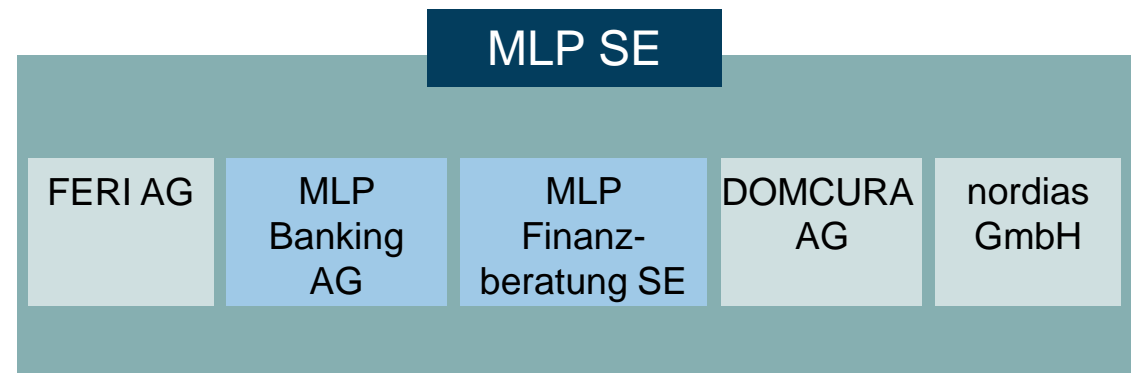 MLP SE
FERI AG
MLP
Banking
AG
MLP
Finanz-
beratung SE
DOMCURA
AG
nordias
GmbH